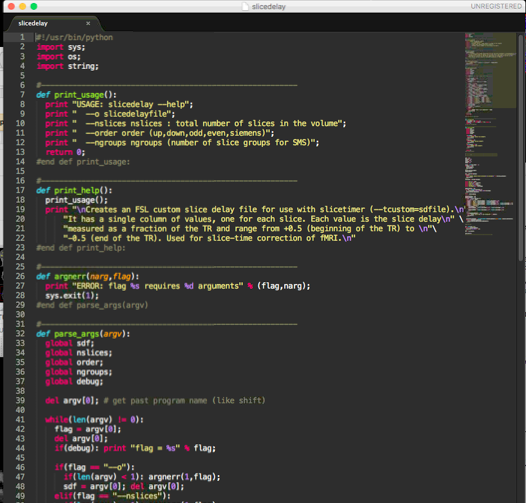 slicedelay
UNREGISTERED
slicedelay ×
1 #!/usr/bin/python
2 import sys;
3 import os;
4 import string;
5
6 #------------------------------------------------------
7 def print_usage():
8   print "USAGE: slicedelay --help";
9   print "  --o slicedelayfile";
10   print "  --nslices nslices : total number of slices in the volume";
11   print "  --order order (up,down,odd,even,siemens)";
12   print "  --ngroups ngroups (number of slice groups for SMS)";
13   return 0;
14 #end def print_usage:
15
16 #------------------------------------------------------
17 def print_help():
18   print_usage();
19   print "\nCreates an FSL custom slice delay file for use with slicetimer (--tcustom=sdfile).\n"
20       "It has a single column of values, one for each slice. Each value is the slice delay\n" \
21       "measured as a fraction of the TR and range from +0.5 (beginning of the TR) to \n"\
22       "-0.5 (end of the TR). Used for slice-time correction of fMRI.\n"
23 #end def print_help:
24
25 #------------------------------------------------------
26 def argnerr(narg,flag):
27   print "ERROR: flag %s requires %d arguments" % (flag,narg);
28   sys.exit(1);
29 #end def parse_args(argv)
30
31 #------------------------------------------------------
32 def parse_args(argv):
33   global sdf;
34   global nslices;
35   global order;
36   global ngroups;
37   global debug;
38
39   del argv[0]; # get past program name (like shift)
40
41   while(len(argv) != 0):
42     flag = argv[0];
43     del argv[0];
44     if(debug): print "flag = %s" % flag;
45
46     if(flag == "--o"):
47       if(len(argv) < 1): argnerr(1,flag);
48       sdf = argv[0]; del argv[0];
49     elif(flag == "--nslices"):